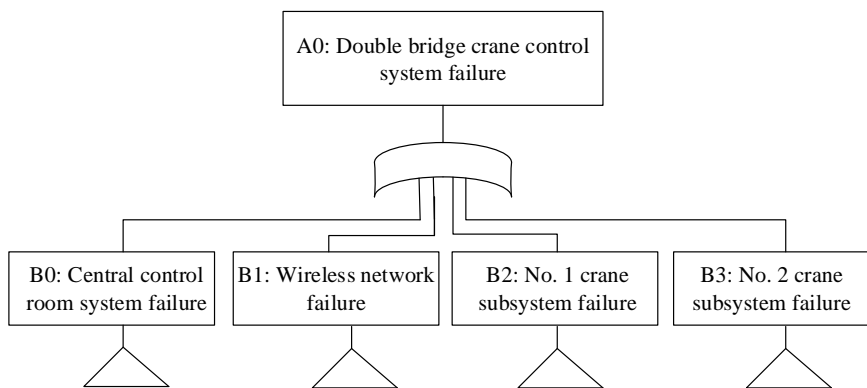 A0: Double bridge crane control
system failure
B0: Central control
room system failure
B1: Wireless network
failure
B2: No. 1 crane
subsystem failure
B3: No. 2 crane
subsystem failure